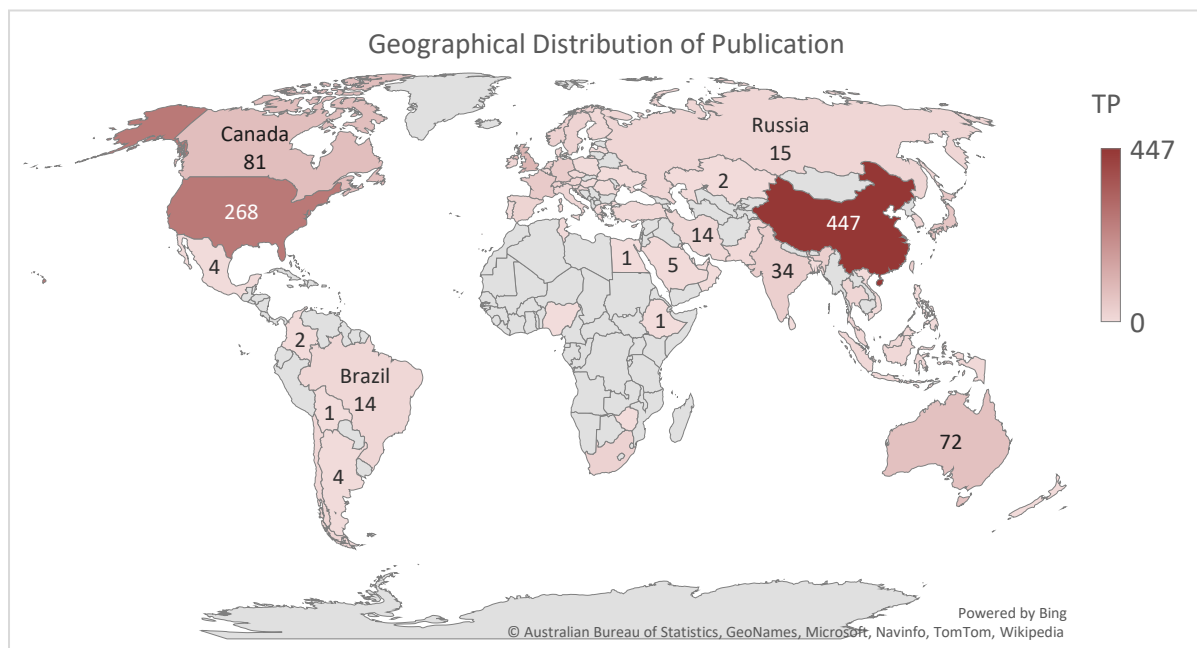 Geographical Distribution of Publication
TP
447
0
Canada
81
Russia
15
2
268
447
4
14
1
5
34
1
2
Brazil
14
1
72
4
Powered by Bing
© Australian Bureau of Statistics, GeoNames, Microsoft, Navinfo, TomTom, Wikipedia